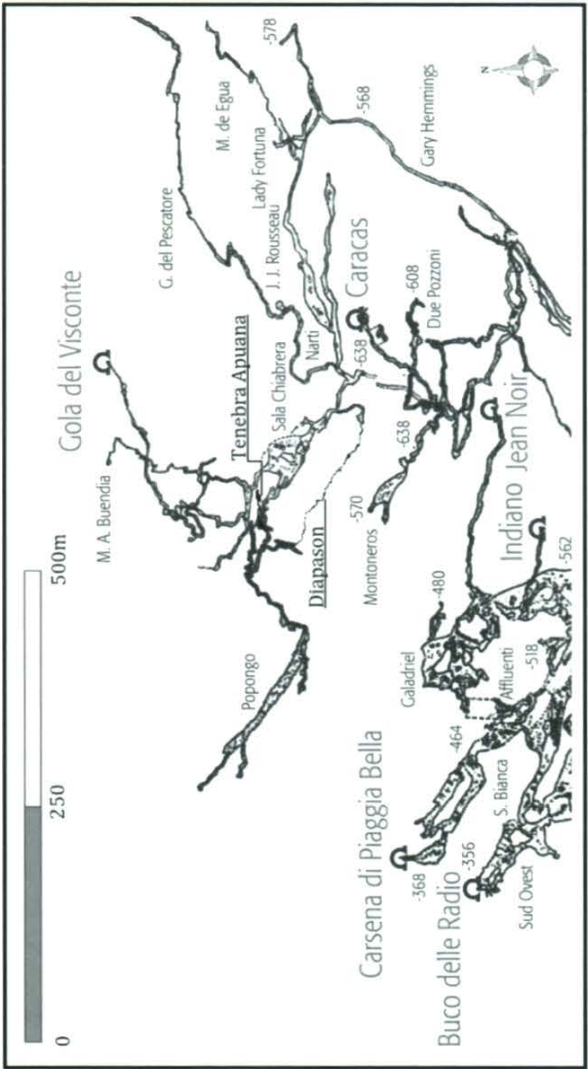 0
250
500m
Gola del Visconte
M. A. Buendia
G. del Pescatore
M. de Egua
-578
-568
Lady Fortuna
Gary Hemmings
J. J. Rousseau
Narti
Sala Chiabrera
Tenebra Apuana
Diapason
Popongo
-638
Caracas
-608
Due Pozzoni
-638
-570
Montoneros
Jean Noir
Indiano
-562
-480
Galadriel
Affluenti
-518
-464
S. Bianca
Carsena di Piaggia Bella
-368
-356
Buco delle Radio
Sud Ovest
N